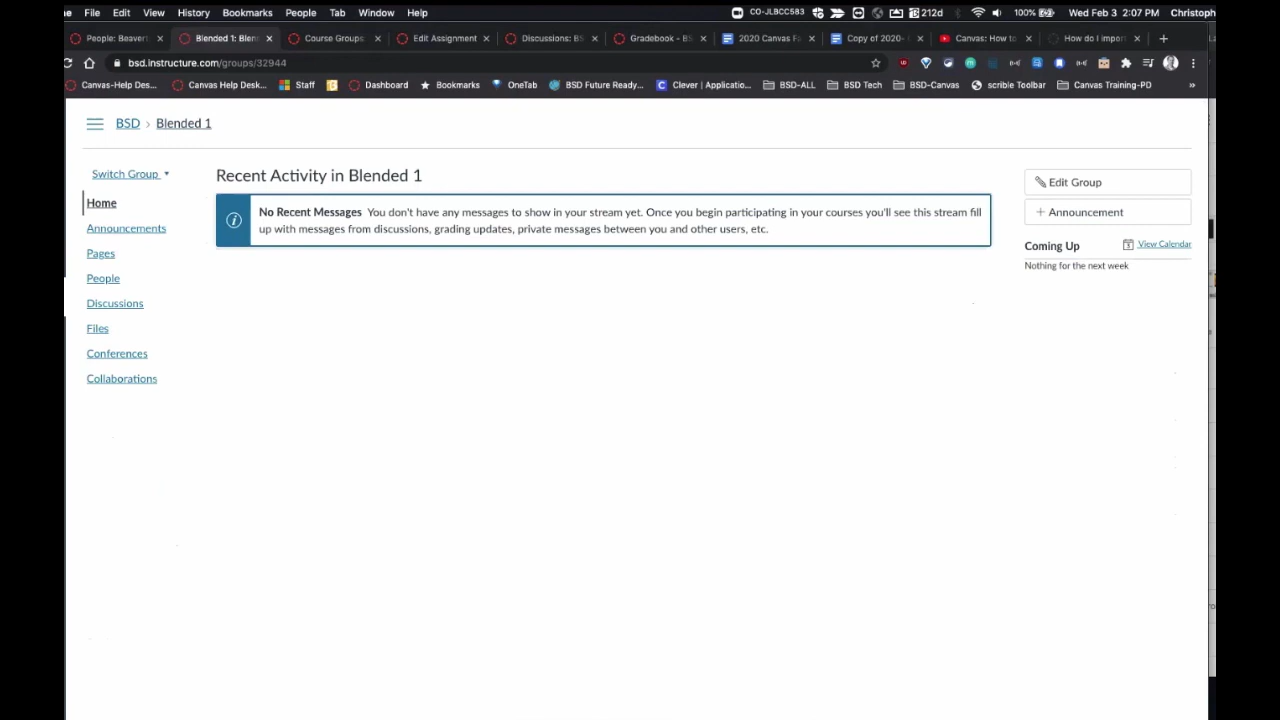 File Edit View History Bookmarks People Tab Window Help CO-JLBCC583 212d 100% Wed Feb 3 2:07 PM Christoph
People: Beavert Blended 1: Blen Course Groups Edit Assignment Discussions: BS Gradebook - BS 2020 Canvas Fa Copy of 2020- Canvas: How to How do I impor
bsd.instructure.com/groups/32944
Canvas-Help Des... Canvas Help Desk... Staff Dashboard Bookmarks OneTab BSD Future Ready... Clever | Applicatio... BSD-ALL BSD Tech BSD-Canvas scrible Toolbar Canvas Training-PD »
BSD › Blended 1
Switch Group
Home
Announcements
Pages
People
Discussions
Files
Conferences
Collaborations
Recent Activity in Blended 1
No Recent Messages You don't have any messages to show in your stream yet. Once you begin participating in your courses you'll see this stream fill
up with messages from discussions, grading updates, private messages between you and other users, etc.
Edit Group
+ Announcement
Coming Up View Calendar
Nothing for the next week